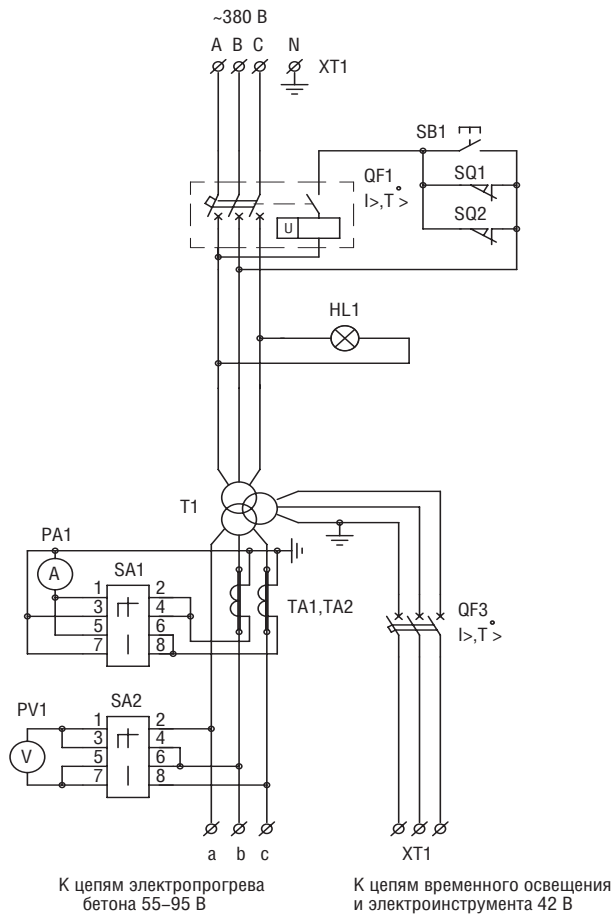 ~380 В
A B C N
XT1
SB1
QF1
I>,T°>
SQ1
SQ2
U
HL1
T1
PA1
A
SA1
1 2
3 4
5 6
7 8
TA1,TA2
QF3
I>,T°>
PV1
V
SA2
1 2
3 4
5 6
7 8
a b c
XT1
К цепям электропрогрева
бетона 55–95 В
К цепям временного освещения
и электроинструмента 42 В